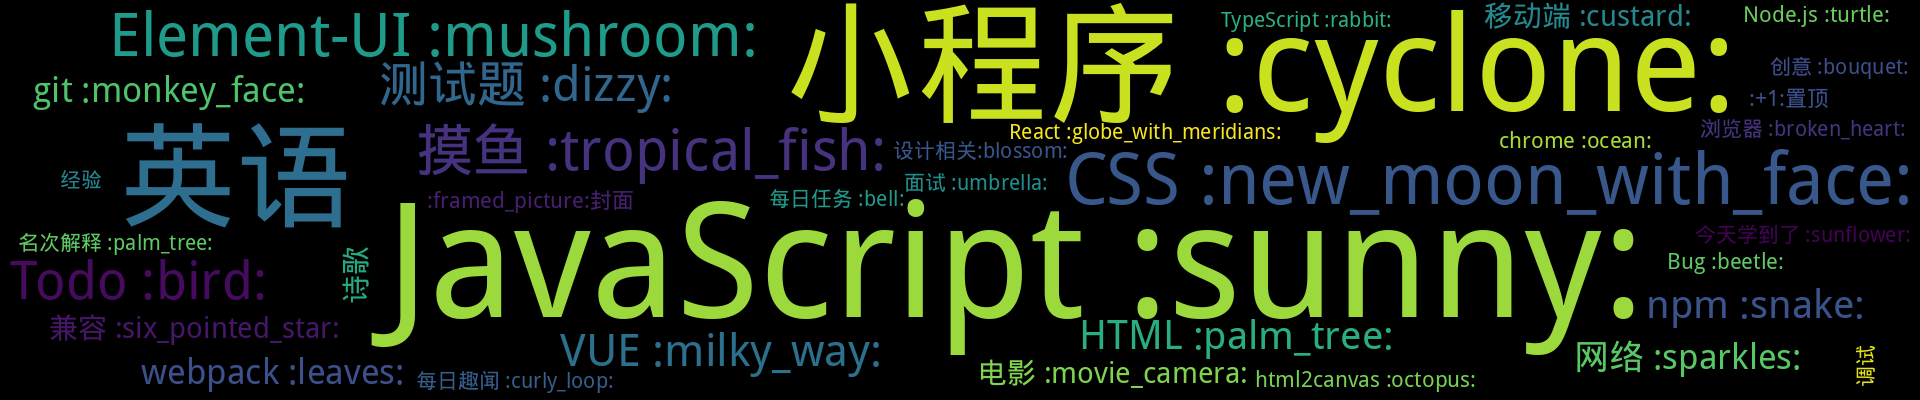 Element-UI :mushroom:
小程序 :cyclone:
TypeScript :rabbit:
移动端 :custard:
Node.js :turtle:
git :monkey_face:
测试题 :dizzy:
创意 :bouquet:
:+1:置顶
英语
摸鱼 :tropical_fish:
React :globe_with_meridians:
chrome :ocean:
浏览器 :broken_heart:
设计相关:blossom:
CSS :new_moon_with_face:
经验
:framed_picture:封面
每日任务 :bell:
面试 :umbrella:
名次解释 :palm_tree:
JavaScript :sunny:
今天学到了 :sunflower:
Todo :bird:
诗歌
Bug :beetle:
npm :snake:
兼容 :six_pointed_star:
VUE :milky_way:
HTML :palm_tree:
网络 :sparkles:
调试
webpack :leaves:
每日趣闻 :curly_loop:
电影 :movie_camera:
html2canvas :octopus: